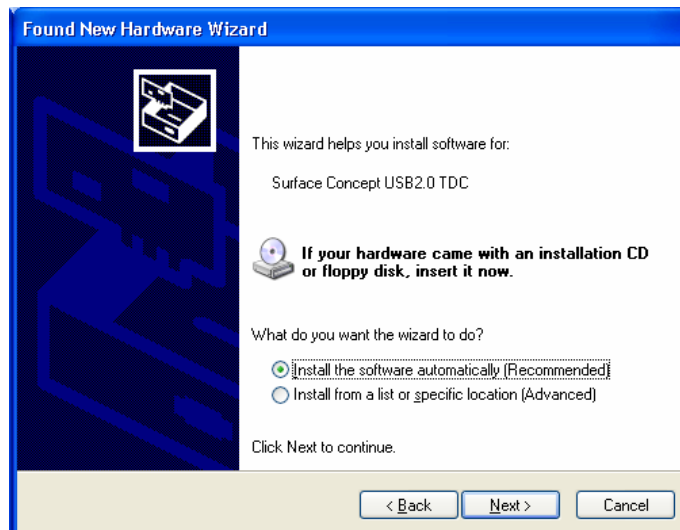 Found New Hardware Wizard
This wizard helps you install software for:
Surface Concept USB2.0 TDC
If your hardware came with an installation CD
or floppy disk, insert it now.
What do you want the wizard to do?
Install the software automatically (Recommended)
Install from a list or specific location (Advanced)
Click Next to continue.
< Back Next > Cancel